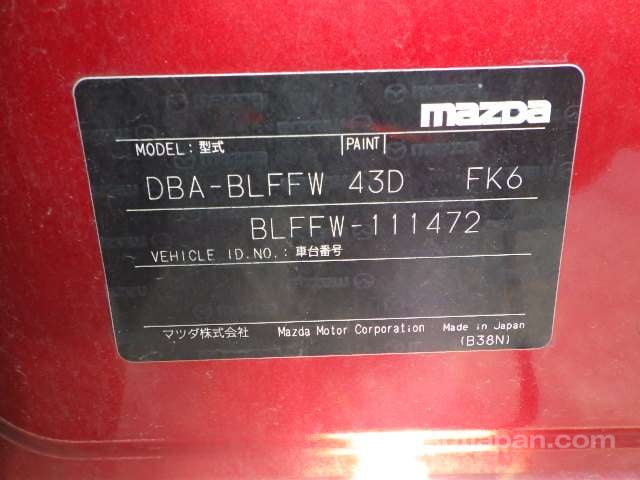 mazda
MODEL: 型式 PAINT
DBA-BLFFW 43D FK6
BLFFW-111472
VEHICLE ID.NO.: 車台番号
マツダ株式会社 Mazda Motor Corporation Made in Japan
(B38N)